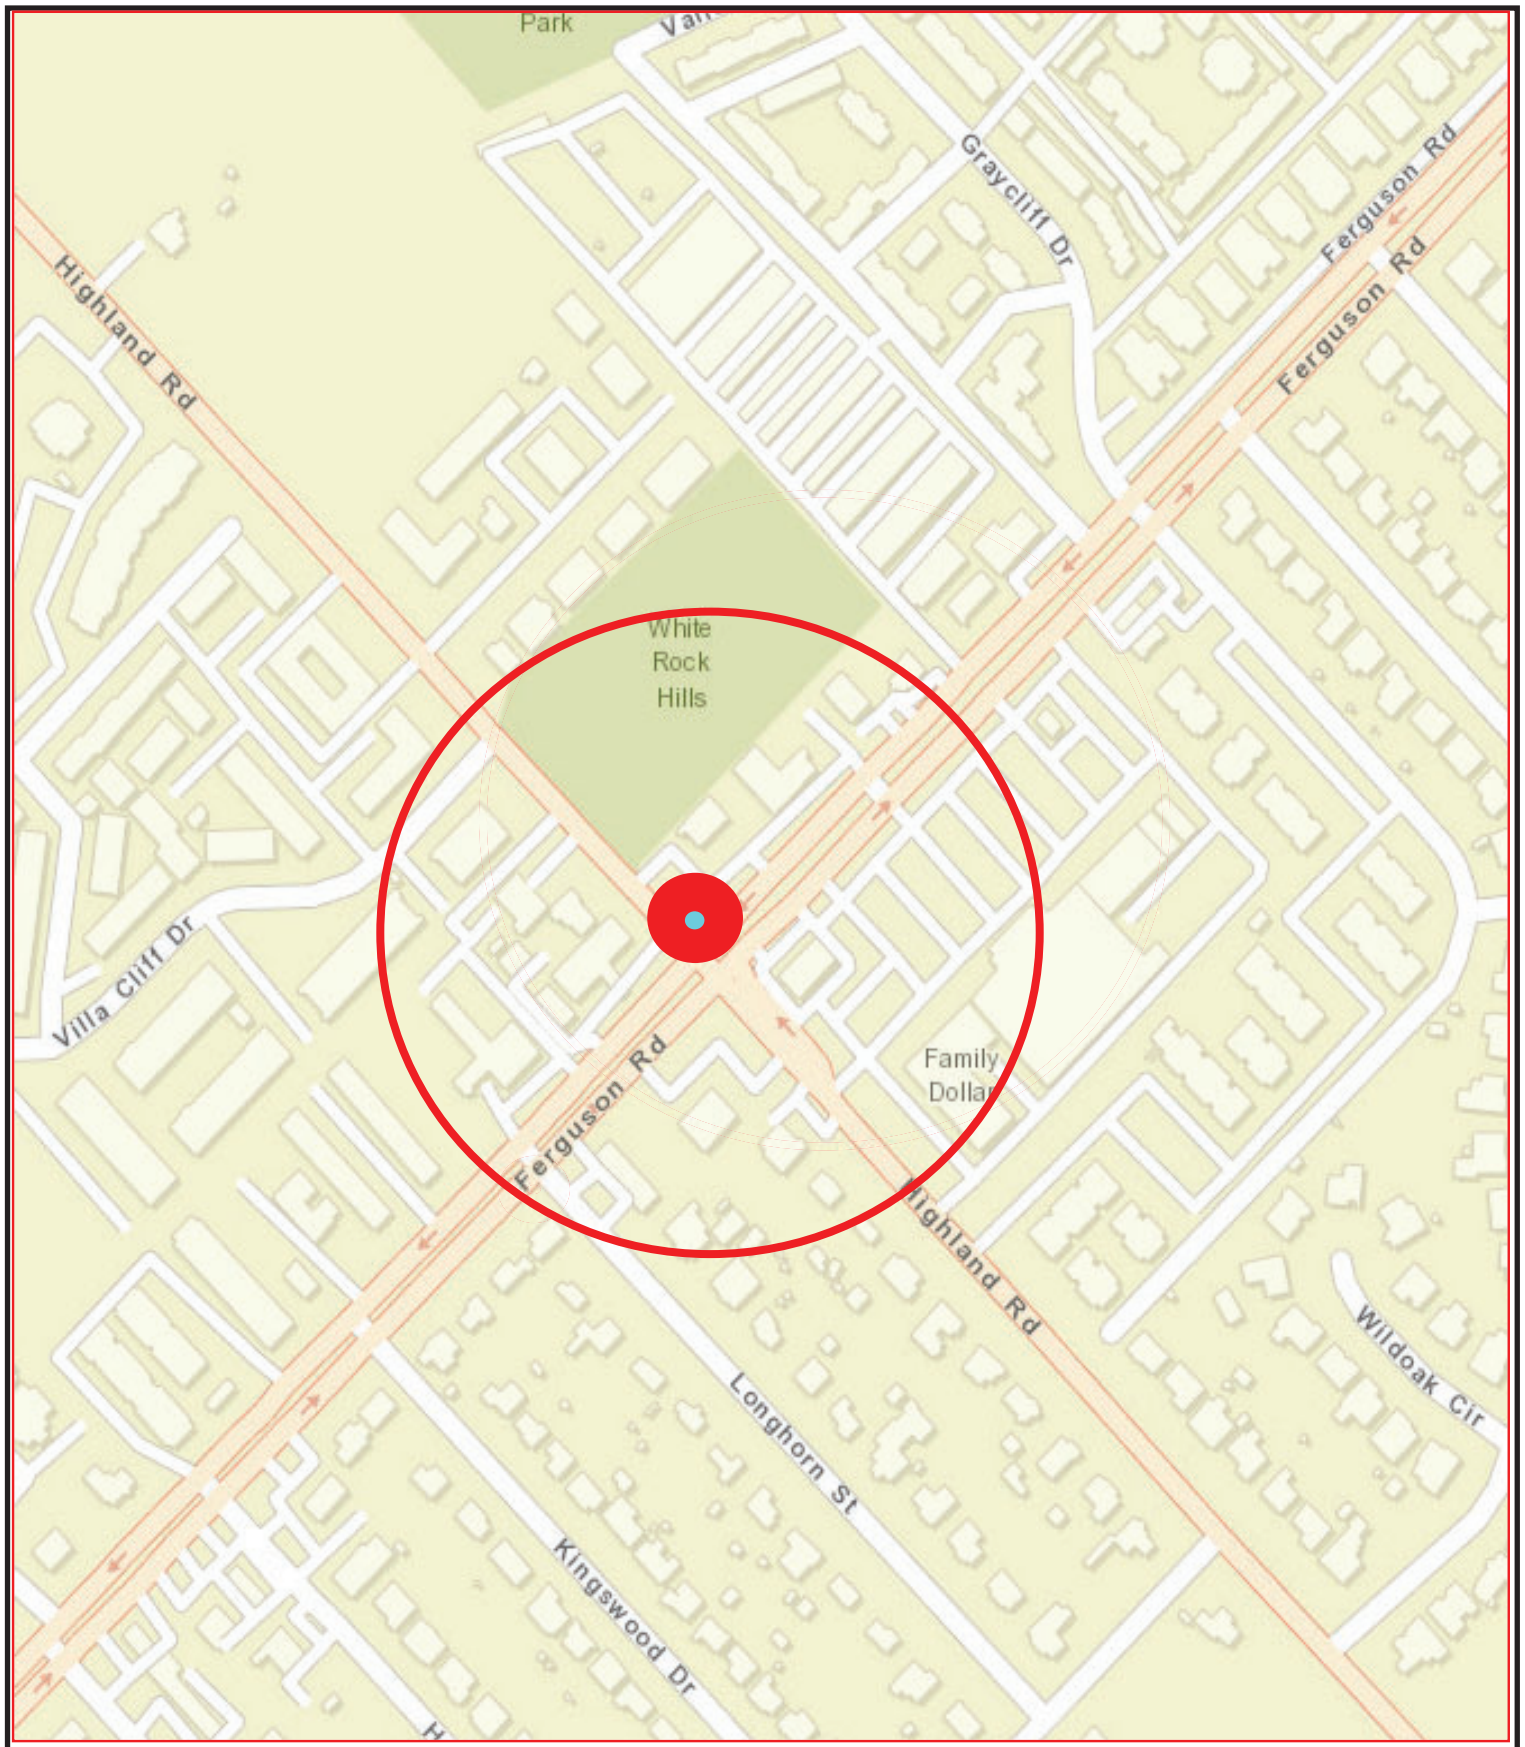 Park
Graycliff Dr
Ferguson Rd
Ferguson Rd
Highland Rd
White
Rock
Hills
Villa Cliff Dr
Ferguson Rd
Family
Dollar
Highland Rd
Wildoak Cir
Longhorn St
Kingswood Dr
H